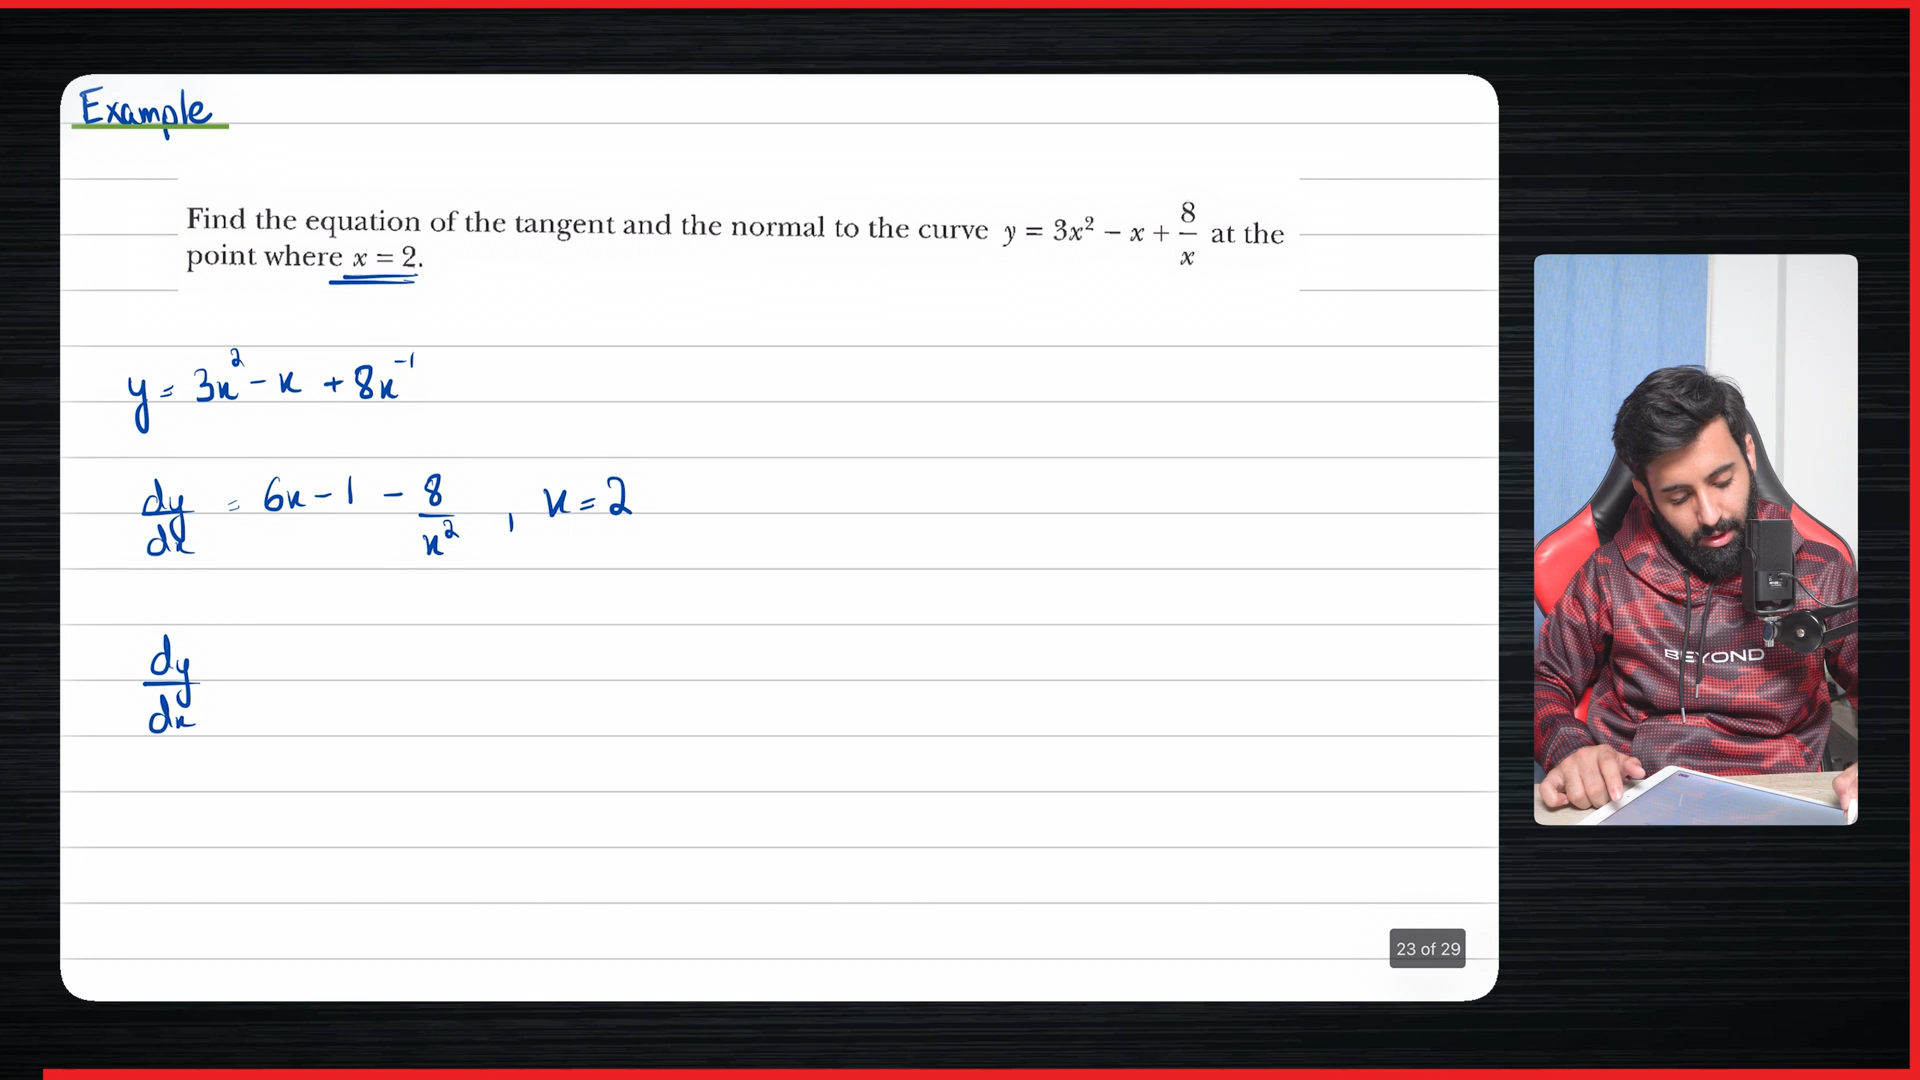 Example
Find the equation of the tangent and the normal to the curve y = 3x² − x + 8/x at the
point where x = 2.
y = 3x² - x + 8x⁻¹
dy/dx = 6x - 1 - 8/x² , x = 2
dy/dx
BEYOND
23 of 29